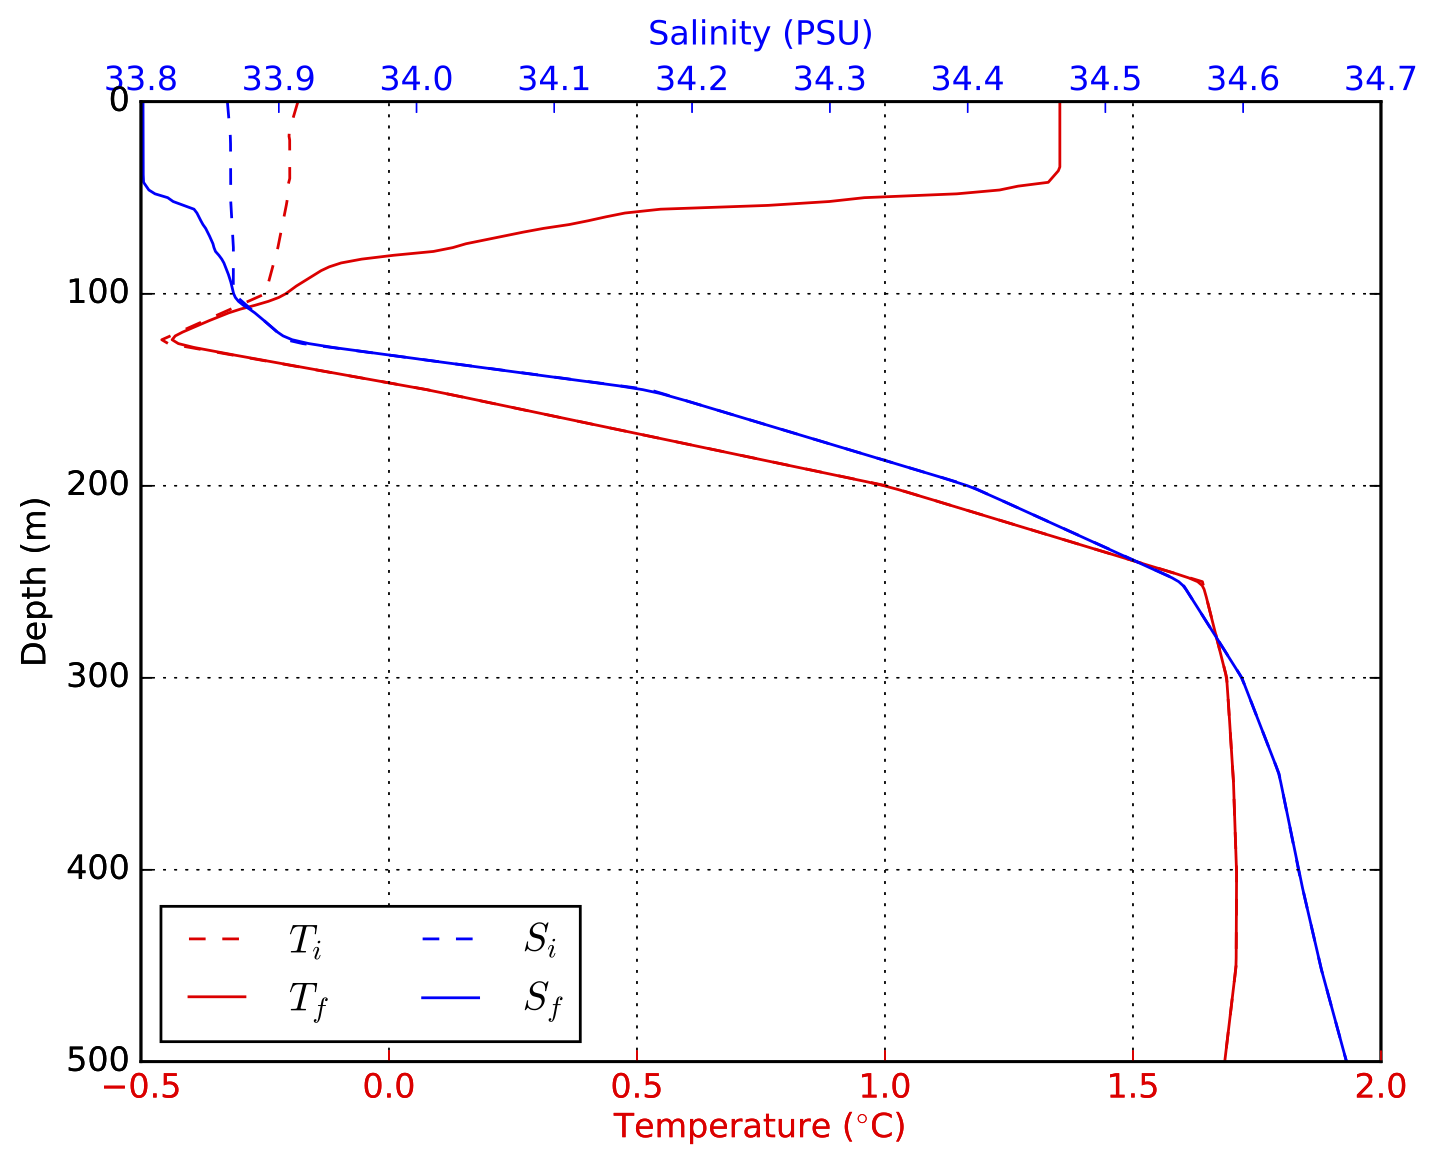 Salinity (PSU)
33.8 33.9 34.0 34.1 34.2 34.3 34.4 34.5 34.6 34.7
0
100
200
300
400
500
Depth (m)
T_i S_i
T_f S_f
−0.5 0.0 0.5 1.0 1.5 2.0
Temperature (°C)